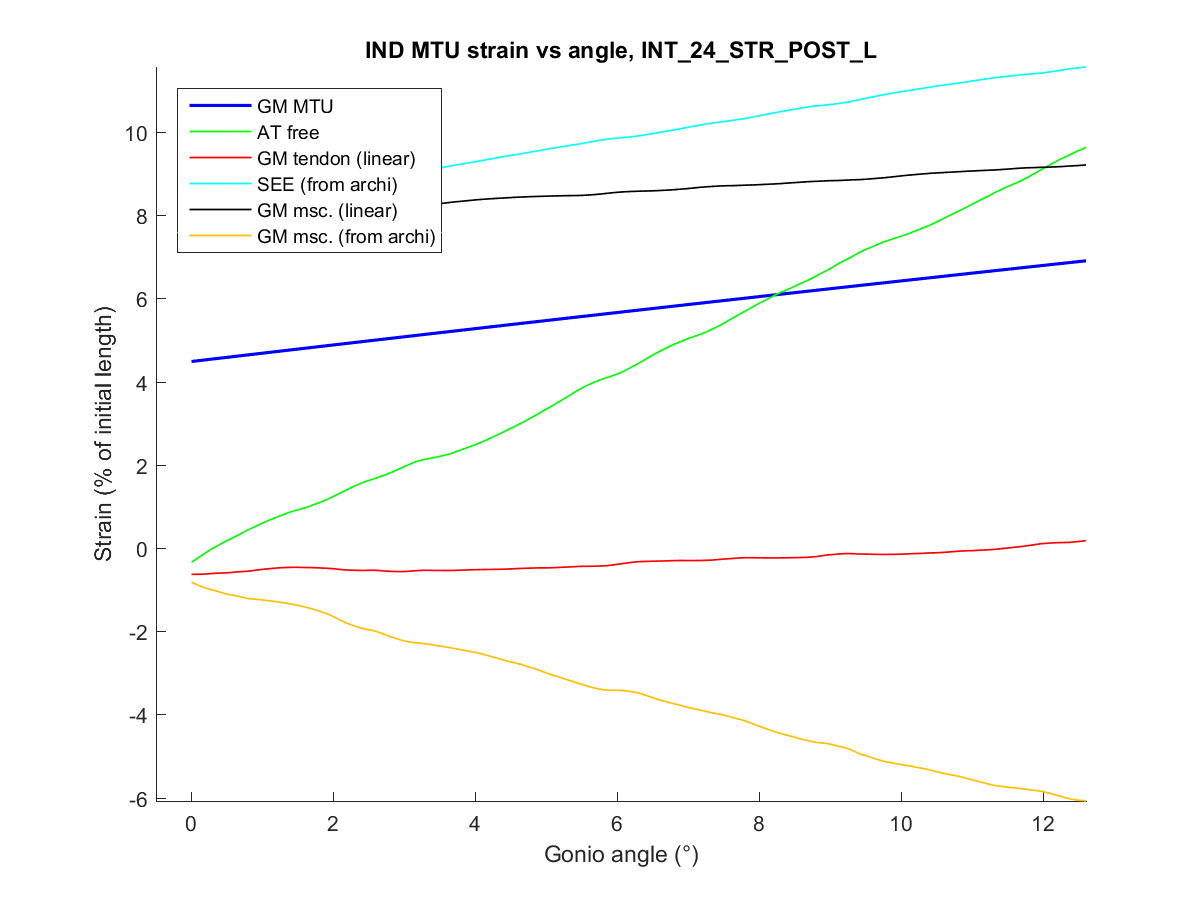 IND MTU strain vs angle, INT_24_STR_POST_L
GM MTU
AT free
GM tendon (linear)
SEE (from archi)
GM msc. (linear)
GM msc. (from archi)
Strain (% of initial length)
10
8
6
4
2
0
-2
-4
-6
0 2 4 6 8 10 12
Gonio angle (°)